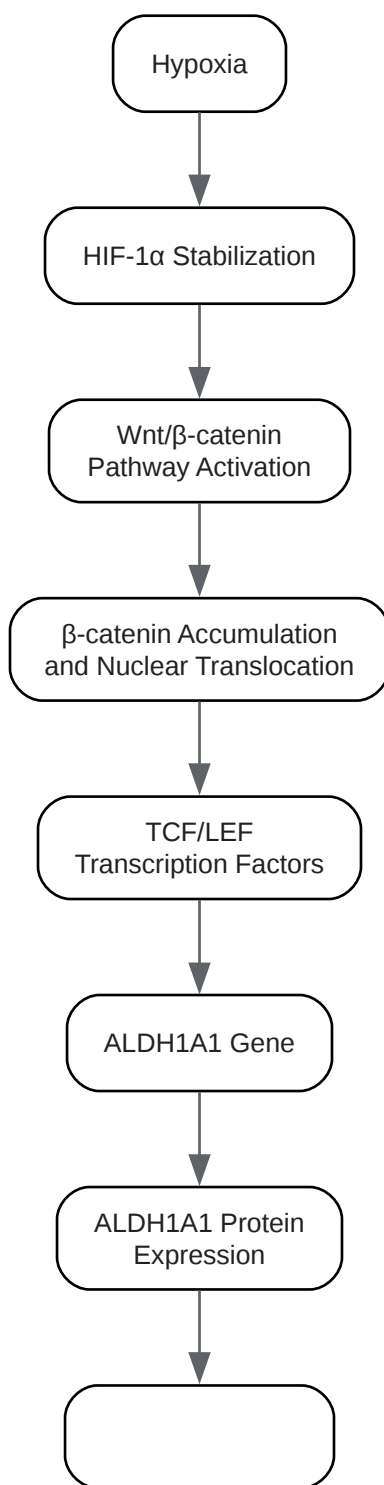 Hypoxia
HIF-1α Stabilization
Wnt/β-catenin
Pathway Activation
β-catenin Accumulation
and Nuclear Translocation
TCF/LEF
Transcription Factors
ALDH1A1 Gene
ALDH1A1 Protein
Expression